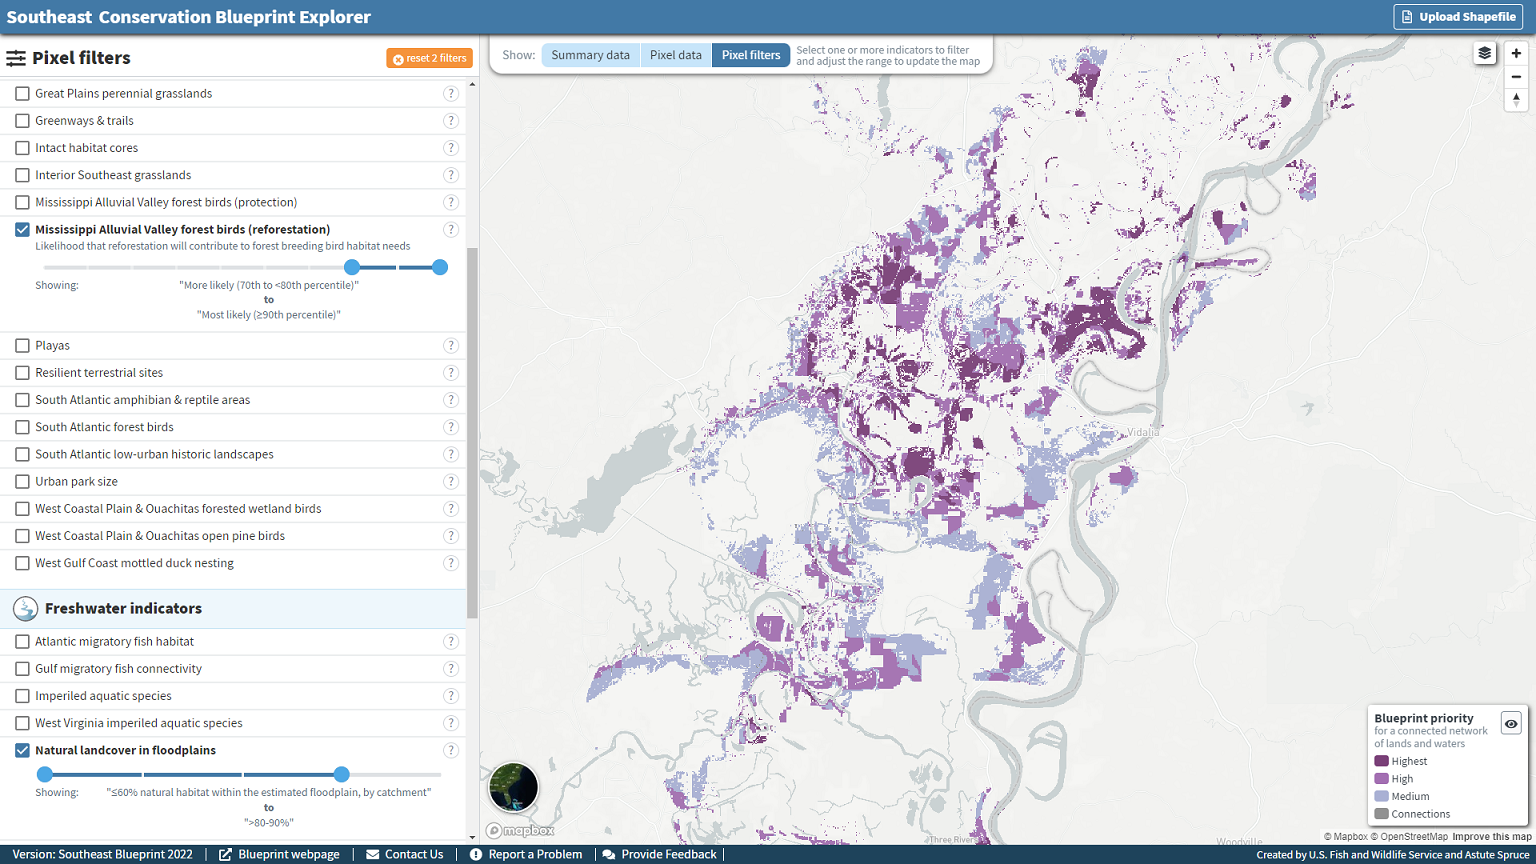 Southeast Conservation Blueprint Explorer
Upload Shapefile
Pixel filters
reset 2 filters
Show:
Summary data
Pixel data
Pixel filters
Select one or more indicators to filter
and adjust the range to update the map
Great Plains perennial grasslands
?
Greenways & trails
?
Intact habitat cores
?
Interior Southeast grasslands
?
Mississippi Alluvial Valley forest birds (protection)
?
Mississippi Alluvial Valley forest birds (reforestation)
?
Likelihood that reforestation will contribute to forest breeding bird habitat needs
Showing:
"More likely (70th to <80th percentile)"
to
"Most likely (≥90th percentile)"
Playas
?
Resilient terrestrial sites
?
South Atlantic amphibian & reptile areas
?
South Atlantic forest birds
?
South Atlantic low-urban historic landscapes
?
Urban park size
?
West Coastal Plain & Ouachitas forested wetland birds
?
West Coastal Plain & Ouachitas open pine birds
?
West Gulf Coast mottled duck nesting
?
Freshwater indicators
Atlantic migratory fish habitat
?
Gulf migratory fish connectivity
?
Imperiled aquatic species
?
West Virginia imperiled aquatic species
?
Natural landcover in floodplains
?
Showing:
"≤60% natural habitat within the estimated floodplain, by catchment"
to
">80-90%"
Vidalia
Three Rivers
Woodville
mapbox
Blueprint priority
for a connected network
of lands and waters
Highest
High
Medium
Connections
© Mapbox © OpenStreetMap Improve this map
Version: Southeast Blueprint 2022
Blueprint webpage
Contact Us
Report a Problem
Provide Feedback
Created by U.S. Fish and Wildlife Service and Astute Spruce